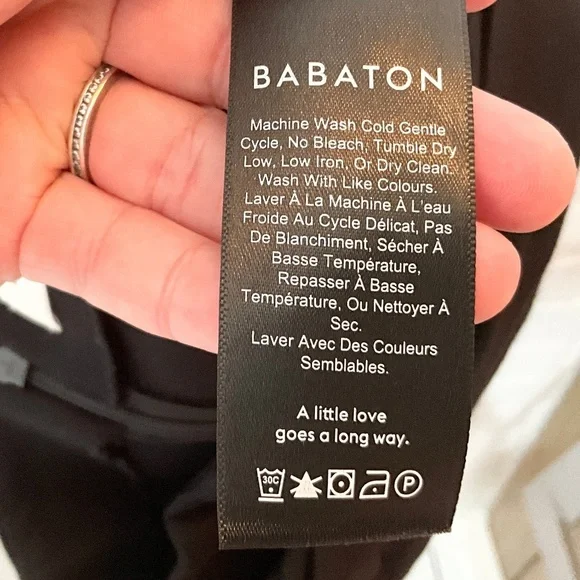 BABATON
Machine Wash Cold Gentle
Cycle, No Bleach, Tumble Dry
Low, Low Iron, Or Dry Clean.
Wash With Like Colours.
Laver À La Machine À L'eau
Froide Au Cycle Délicat, Pas
De Blanchiment, Sécher À
Basse Température,
Repasser À Basse
Température, Ou Nettoyer À
Sec.
Laver Avec Des Couleurs
Semblables.
A little love
goes a long way.
30C P